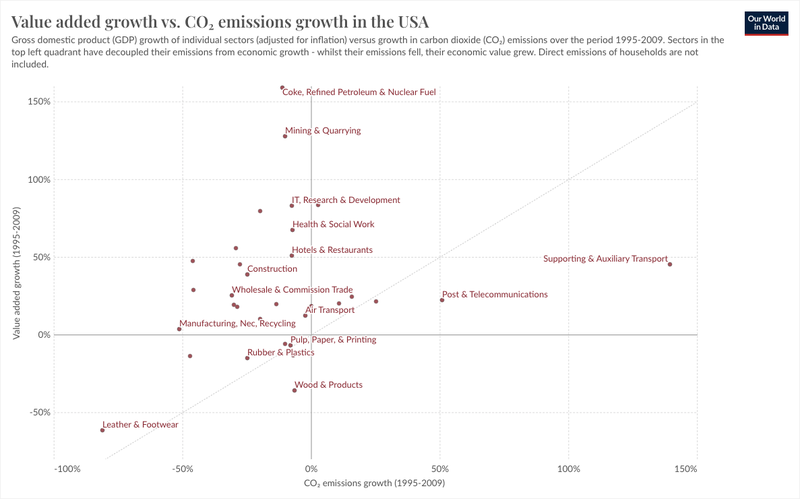 Value added growth vs. CO₂ emissions growth in the USA
Our World
in Data
Gross domestic product (GDP) growth of individual sectors (adjusted for inflation) versus growth in carbon dioxide (CO₂) emissions over the period 1995-2009. Sectors in the
top left quadrant have decoupled their emissions from economic growth - whilst their emissions fell, their economic value grew. Direct emissions of households are not
included.
Coke, Refined Petroleum & Nuclear Fuel
150%
Mining & Quarrying
100%
IT, Research & Development
Health & Social Work
Hotels & Restaurants
50%
Supporting & Auxiliary Transport
Construction
Wholesale & Commission Trade
Post & Telecommunications
Air Transport
Manufacturing, Nec, Recycling
0%
Pulp, Paper, & Printing
Rubber & Plastics
Wood & Products
-50%
Leather & Footwear
Value added growth (1995-2009)
-100%
-50%
0%
50%
100%
150%
CO₂ emissions growth (1995-2009)